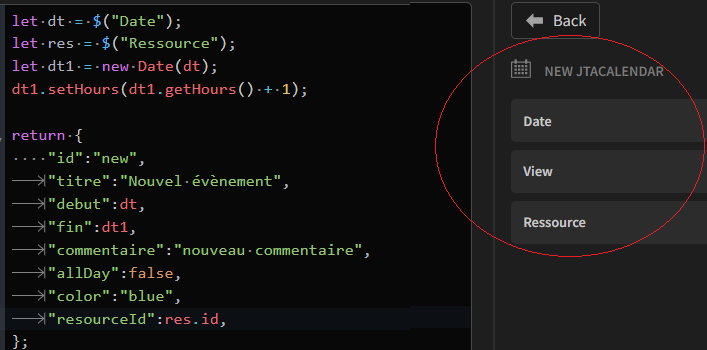 let dt = $("Date");
let res = $("Ressource");
let dt1 = new Date(dt);
dt1.setHours(dt1.getHours() + 1);
return {
"id":"new",
"titre":"Nouvel évènement",
"debut":dt,
"fin":dt1,
"commentaire":"nouveau commentaire",
"allDay":false,
"color":"blue",
"resourceId":res.id,
};
Back
NEW JTACALENDAR
Date
View
Ressource